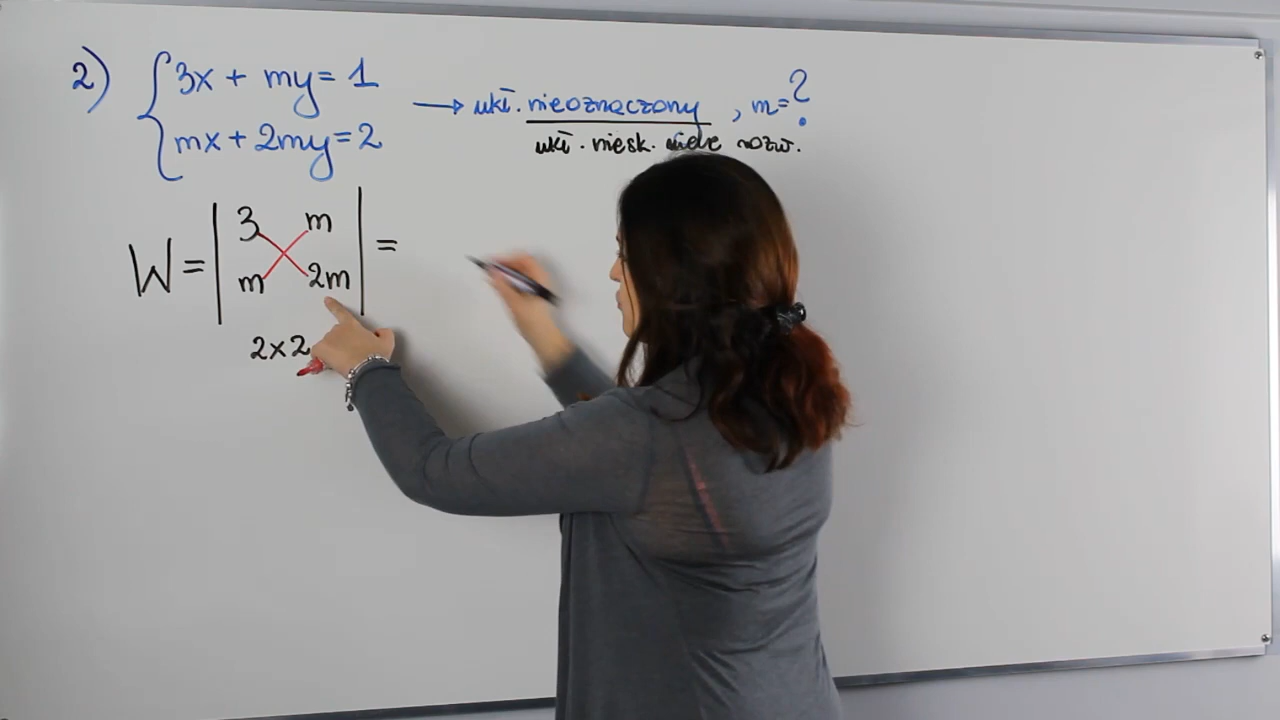 2) 3x + my = 1
mx + 2my = 2
→ ukł. nieoznaczony, m = ?
ukł. niesk. wiele rozw.
W = | 3 m | =
m 2m
2x2